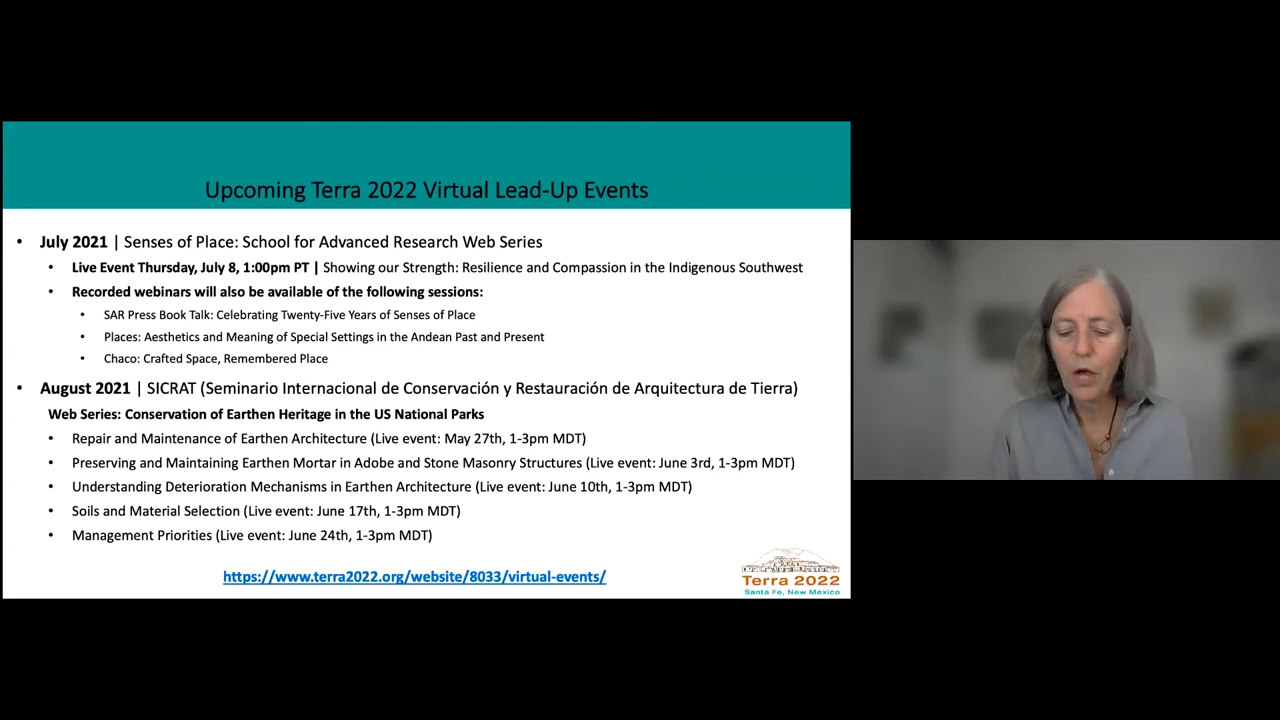 Upcoming Terra 2022 Virtual Lead-Up Events
• July 2021 | Senses of Place: School for Advanced Research Web Series
• Live Event Thursday, July 8, 1:00pm PT | Showing our Strength: Resilience and Compassion in the Indigenous Southwest
• Recorded webinars will also be available of the following sessions:
• SAR Press Book Talk: Celebrating Twenty-Five Years of Senses of Place
• Places: Aesthetics and Meaning of Special Settings in the Andean Past and Present
• Chaco: Crafted Space, Remembered Place
• August 2021 | SICRAT (Seminario Internacional de Conservación y Restauración de Arquitectura de Tierra)
Web Series: Conservation of Earthen Heritage in the US National Parks
• Repair and Maintenance of Earthen Architecture (Live event: May 27th, 1-3pm MDT)
• Preserving and Maintaining Earthen Mortar in Adobe and Stone Masonry Structures (Live event: June 3rd, 1-3pm MDT)
• Understanding Deterioration Mechanisms in Earthen Architecture (Live event: June 10th, 1-3pm MDT)
• Soils and Material Selection (Live event: June 17th, 1-3pm MDT)
• Management Priorities (Live event: June 24th, 1-3pm MDT)
https://www.terra2022.org/website/8033/virtual-events/
Terra 2022
Santa Fe, New Mexico